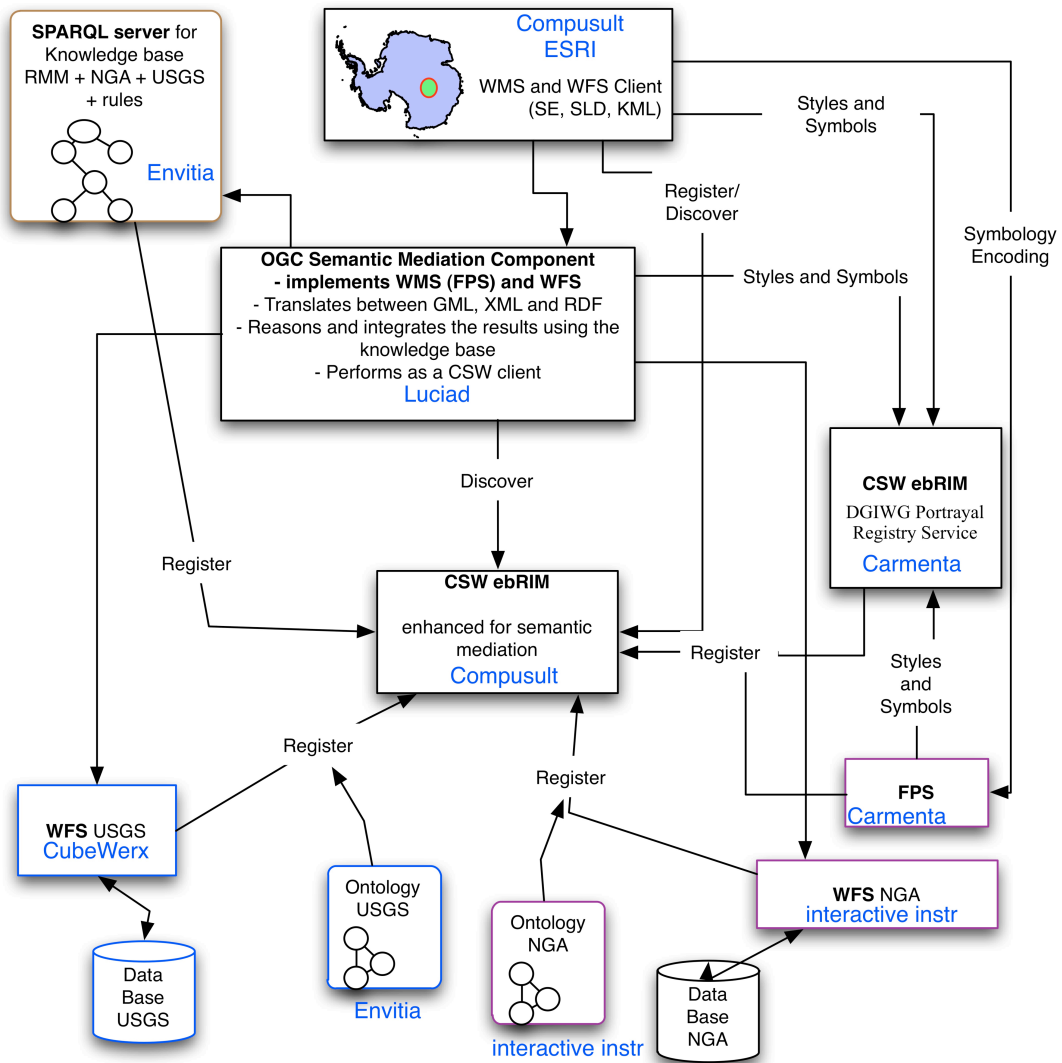 SPARQL server for
Knowledge base
RMM + NGA + USGS
+ rules
Envitia
Compusult
ESRI
WMS and WFS Client
(SE, SLD, KML)
Styles and
Symbols
Register/
Discover
Symbology
Encoding
OGC Semantic Mediation Component
- implements WMS (FPS) and WFS
- Translates between GML, XML and RDF
- Reasons and integrates the results using the
knowledge base
- Performs as a CSW client
Luciad
Styles and Symbols
Discover
CSW ebRIM
DGIWG Portrayal
Registry Service
Carmenta
Register
CSW ebRIM
enhanced for semantic
mediation
Compusult
Register
Styles
and
Symbols
Register
Register
FPS
Carmenta
WFS USGS
CubeWerx
Ontology
USGS
Envitia
Ontology
NGA
interactive instr
WFS NGA
interactive instr
Data
Base
USGS
Data
Base
NGA